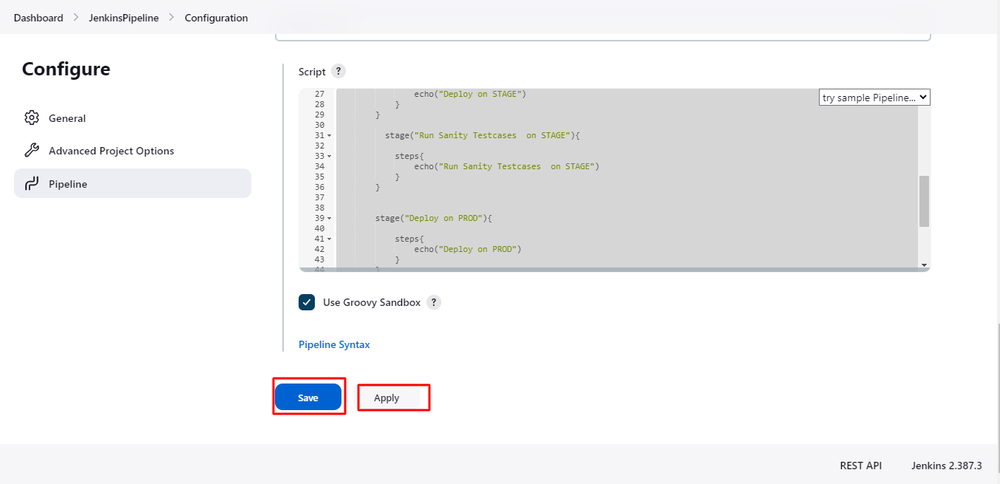 Dashboard > JenkinsPipeline > Configuration
Configure
General
Advanced Project Options
Pipeline
Script ?
try sample Pipeline...
27 echo("Deploy on STAGE")
28 }
29 }
30
31 stage("Run Sanity Testcases  on STAGE"){
32
33 steps{
34 echo("Run Sanity Testcases  on STAGE")
35 }
36 }
37
38
39 stage("Deploy on PROD"){
40
41 steps{
42 echo("Deploy on PROD")
43 }
44 }
Use Groovy Sandbox ?
Pipeline Syntax
Save Apply
REST API Jenkins 2.387.3